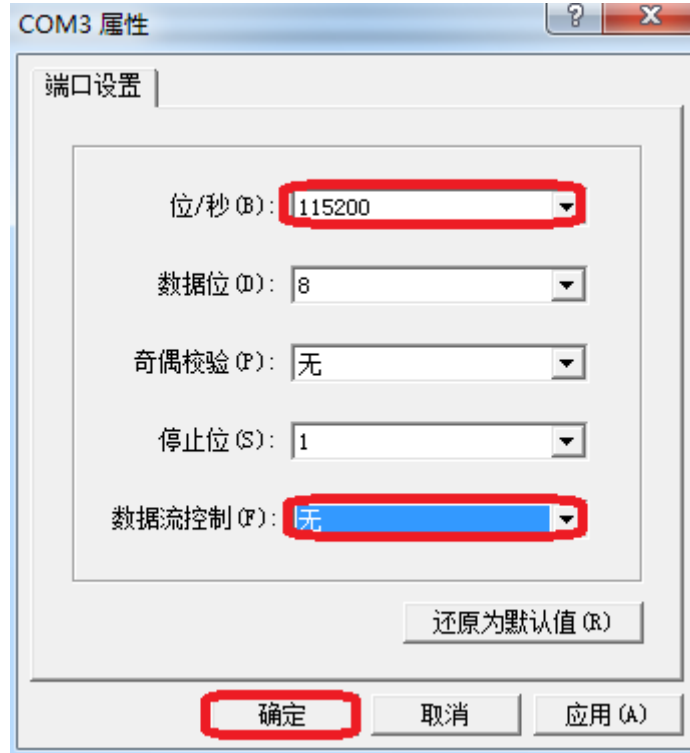 COM3 属性
端口设置
位/秒(B): 115200
数据位(D): 8
奇偶校验(P): 无
停止位(S): 1
数据流控制(F): 无
还原为默认值(R)
确定 取消 应用(A)